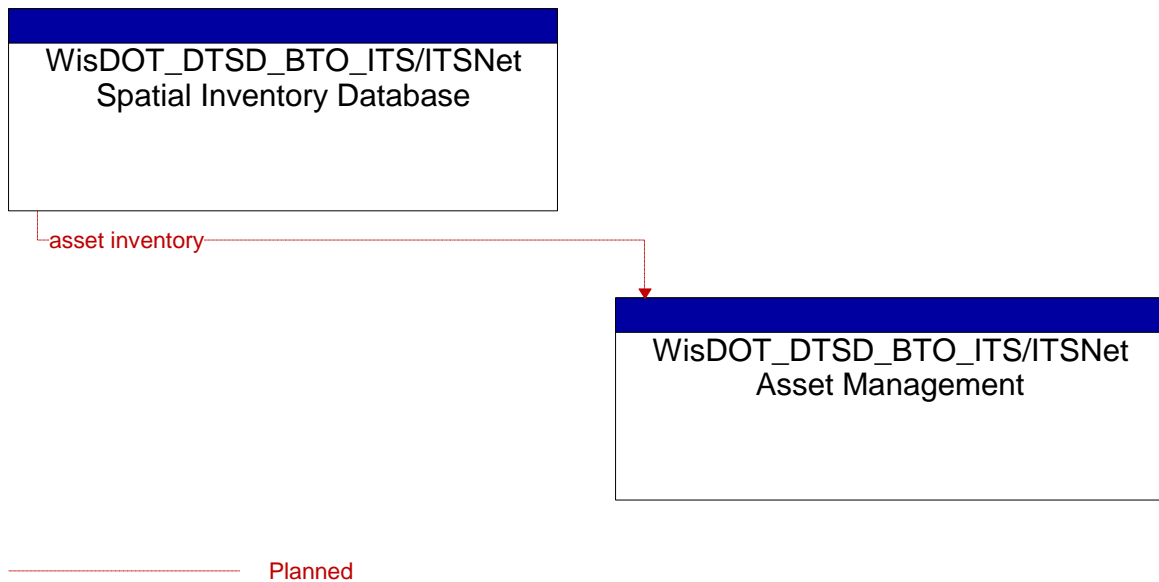 WisDOT_DTSD_BTO_ITS/ITSNet
Spatial Inventory Database
asset inventory
WisDOT_DTSD_BTO_ITS/ITSNet
Asset Management
Planned